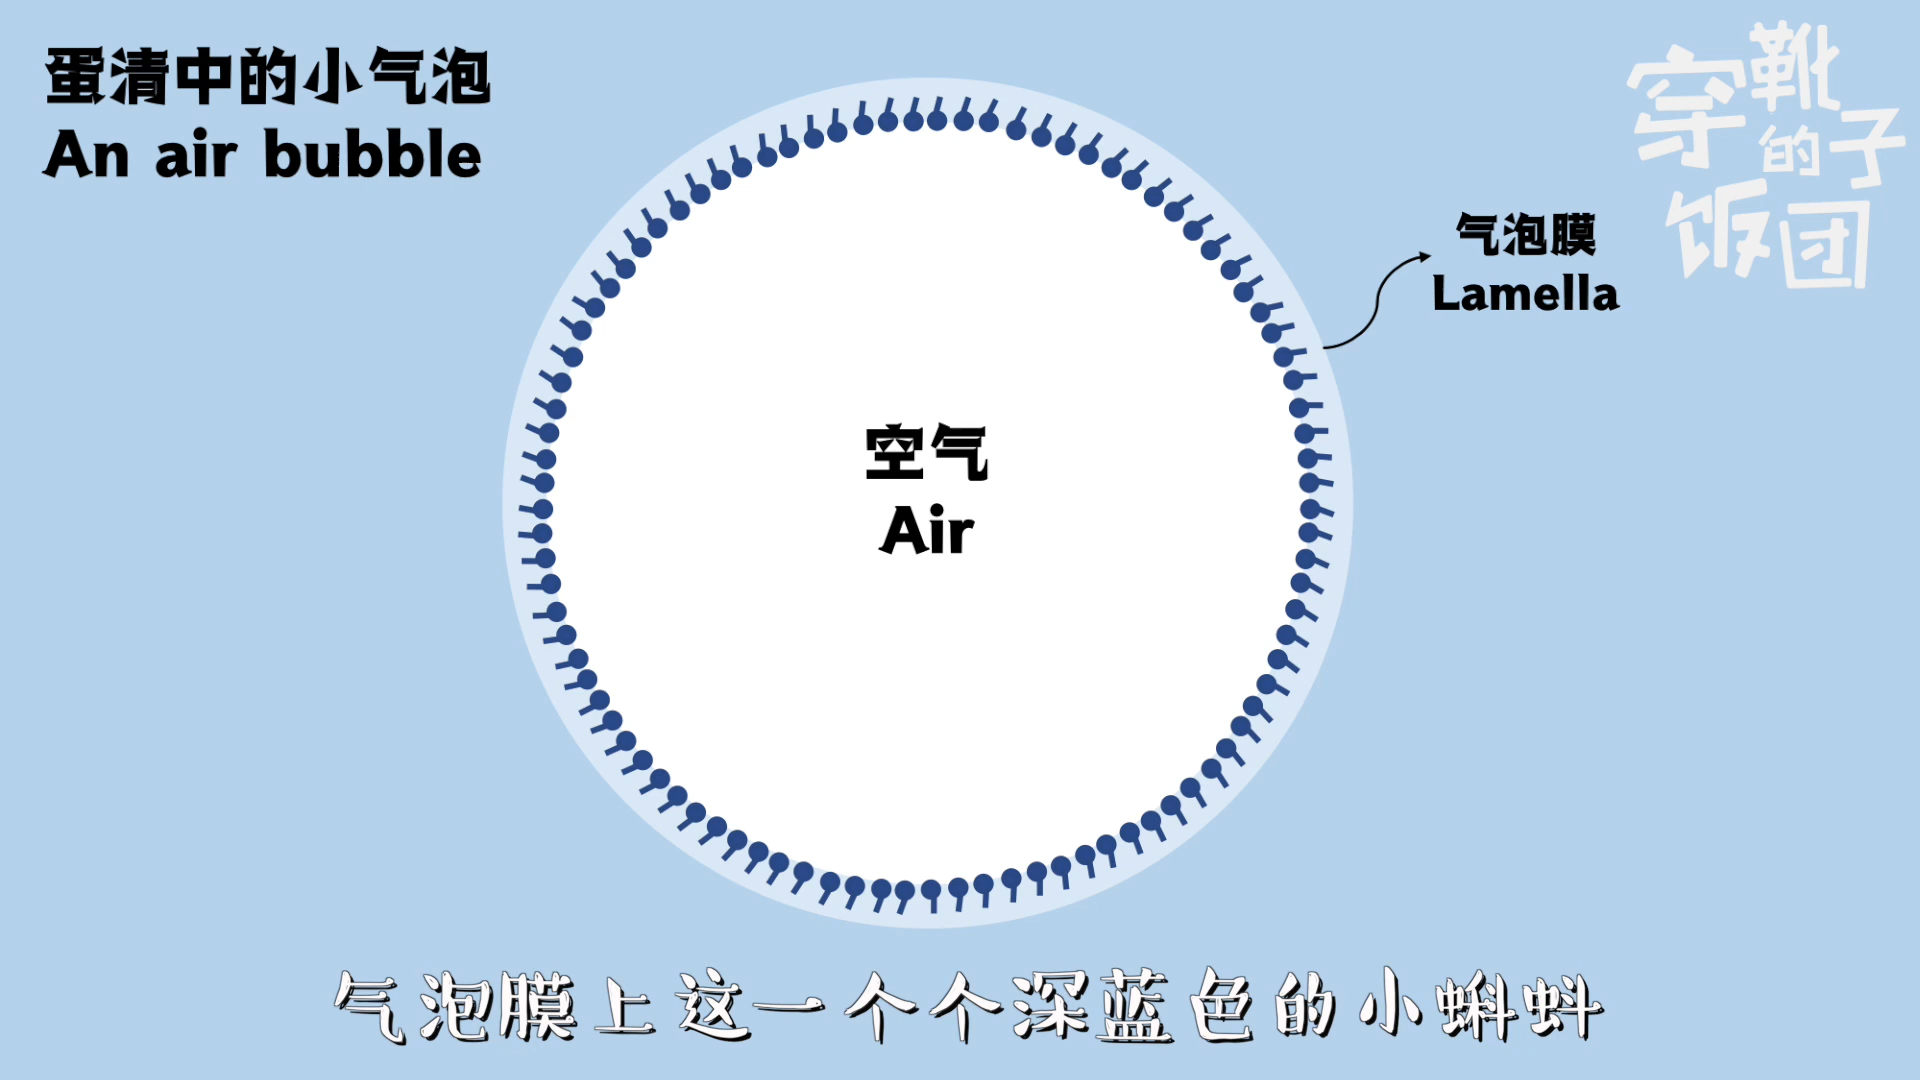 蛋清中的小气泡
An air bubble
穿靴子的饭团
气泡膜
Lamella
空气
Air
气泡膜上这一个个深蓝色的小蝌蚪